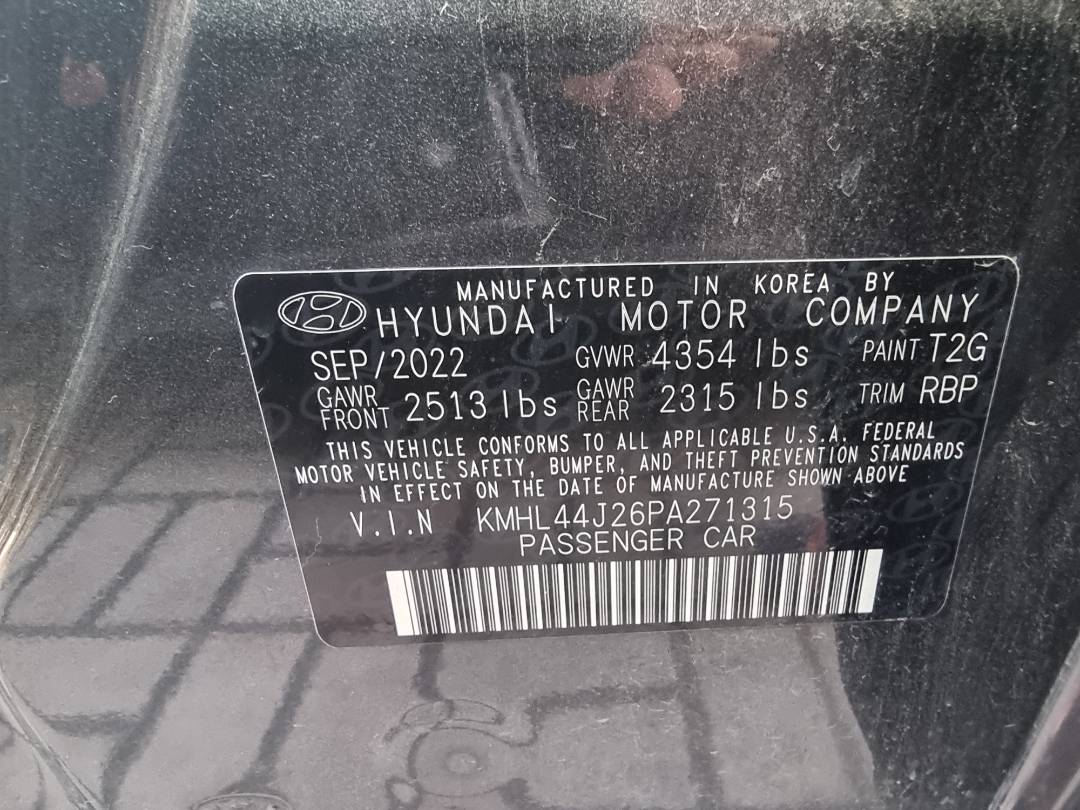 MANUFACTURED IN KOREA BY
HYUNDAI MOTOR COMPANY
SEP/2022 GVWR 4354 lbs PAINT T2G
GAWR FRONT 2513 lbs GAWR REAR 2315 lbs TRIM RBP
THIS VEHICLE CONFORMS TO ALL APPLICABLE U.S.A. FEDERAL
MOTOR VEHICLE SAFETY, BUMPER, AND THEFT PREVENTION STANDARDS
IN EFFECT ON THE DATE OF MANUFACTURE SHOWN ABOVE
V.I.N KMHL44J26PA271315
PASSENGER CAR